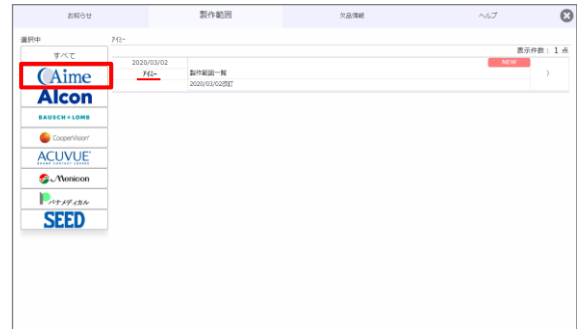 お知らせ
製作範囲
欠品情報
ヘルプ
選択中
アイミー
表示件数： 1 点
すべて
Aime
Alcon
BAUSCH + LOMB
CooperVision
ACUVUE
Menicon
パナメディカル
SEED
2020/03/02
NEW
アイミー
製作範囲一覧
2020/03/02改訂